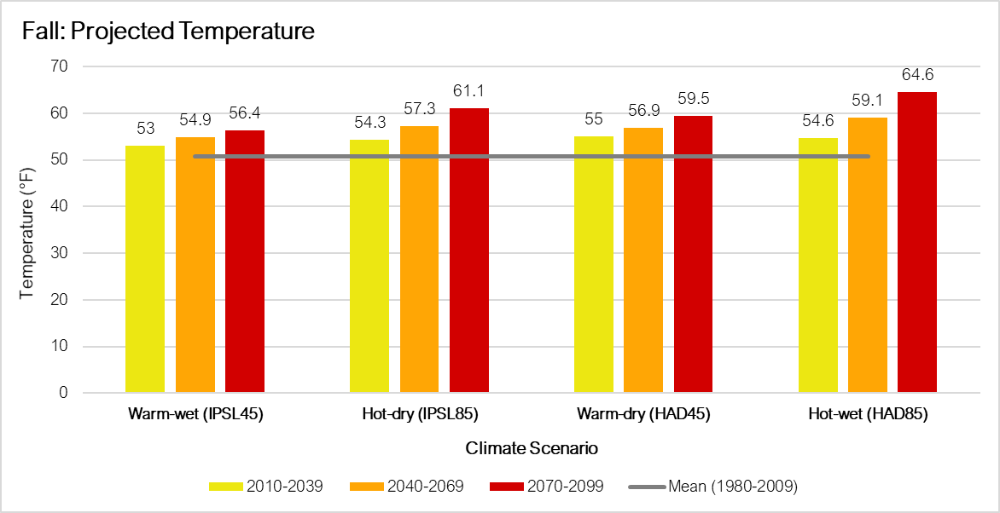 Fall: Projected Temperature
70
60
50
40
30
20
10
0
Temperature (°F)
53
54.9
56.4
54.3
57.3
61.1
55
56.9
59.5
54.6
59.1
64.6
Warm-wet (IPSL45)
Hot-dry (IPSL85)
Warm-dry (HAD45)
Hot-wet (HAD85)
Climate Scenario
2010-2039
2040-2069
2070-2099
Mean (1980-2009)